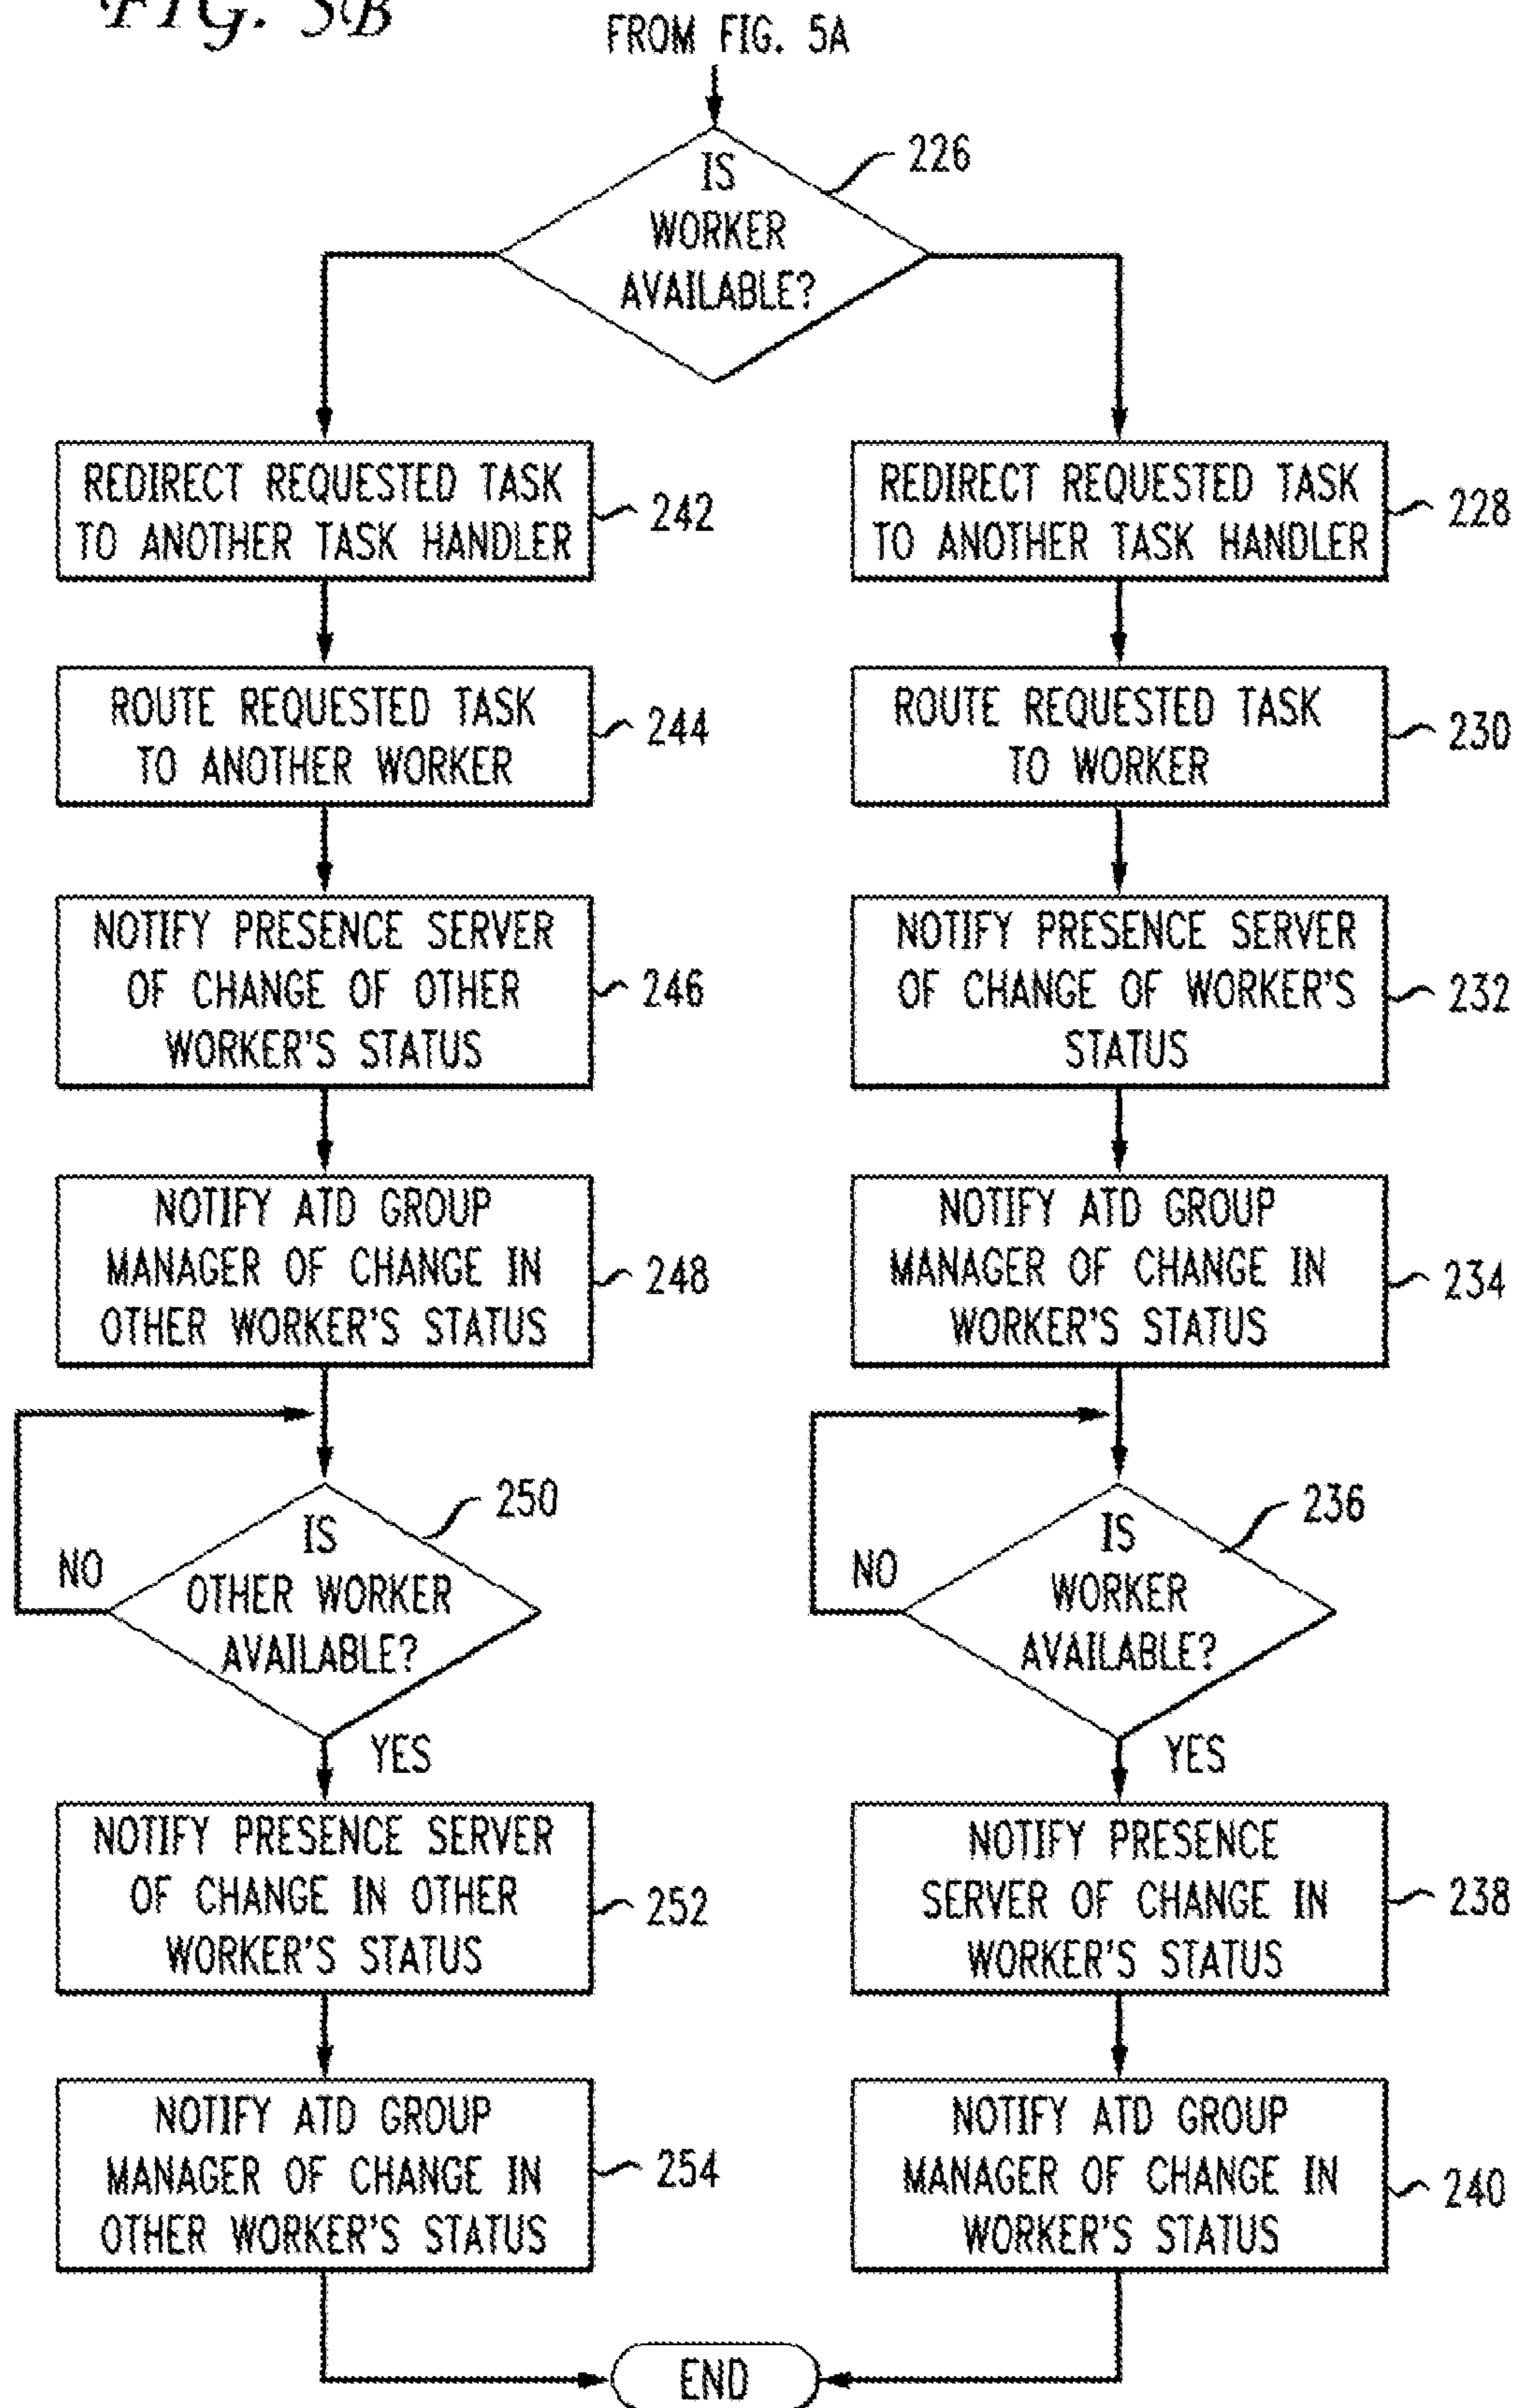 FIG. 5B
FROM FIG. 5A
IS
WORKER
AVAILABLE?
226
REDIRECT REQUESTED TASK
TO ANOTHER TASK HANDLER
242
REDIRECT REQUESTED TASK
TO ANOTHER TASK HANDLER
228
ROUTE REQUESTED TASK
TO ANOTHER WORKER
244
ROUTE REQUESTED TASK
TO WORKER
230
NOTIFY PRESENCE SERVER
OF CHANGE OF OTHER
WORKER'S STATUS
246
NOTIFY PRESENCE SERVER
OF CHANGE OF WORKER'S
STATUS
232
NOTIFY ATD GROUP
MANAGER OF CHANGE IN
OTHER WORKER'S STATUS
248
NOTIFY ATD GROUP
MANAGER OF CHANGE IN
WORKER'S STATUS
234
IS
OTHER WORKER
AVAILABLE?
250
NO
YES
IS
WORKER
AVAILABLE?
236
NO
YES
NOTIFY PRESENCE SERVER
OF CHANGE IN OTHER
WORKER'S STATUS
252
NOTIFY PRESENCE
SERVER OF CHANGE IN
WORKER'S STATUS
238
NOTIFY ATD GROUP
MANAGER OF CHANGE IN
OTHER WORKER'S STATUS
254
NOTIFY ATD GROUP
MANAGER OF CHANGE IN
WORKER'S STATUS
240
END